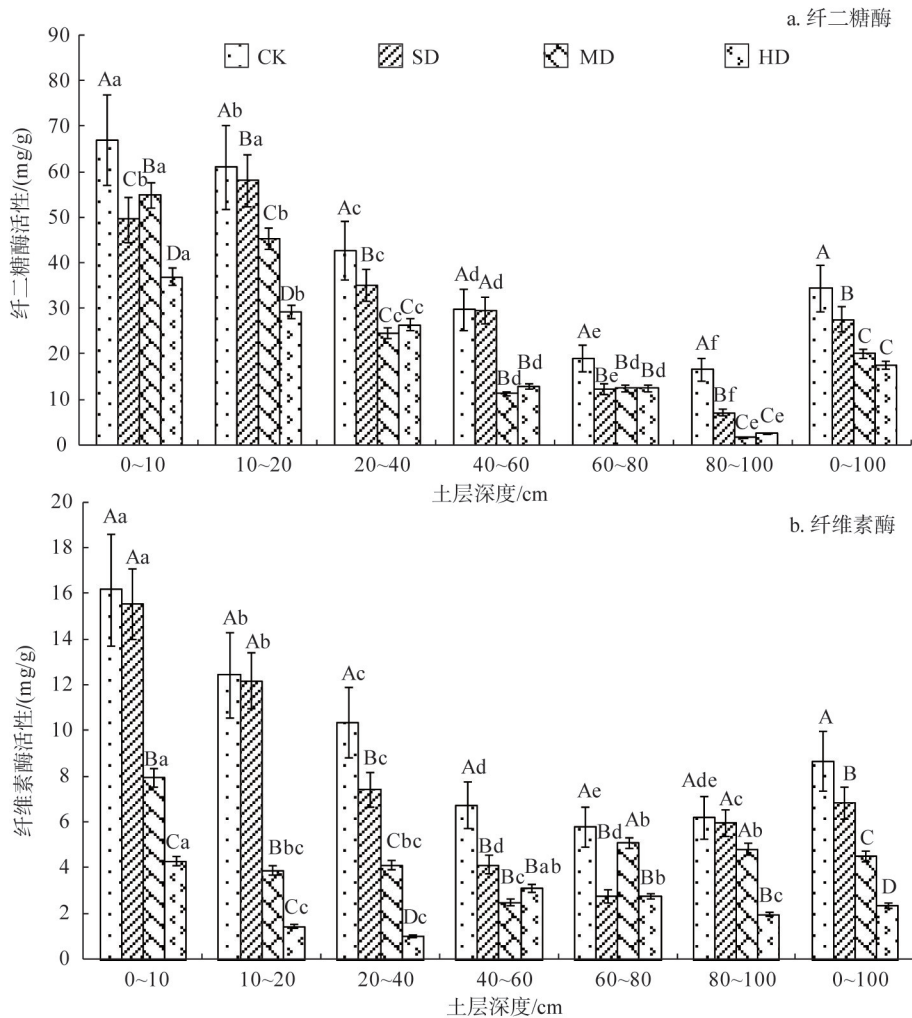 a. 纤二糖酶
CK SD MD HD
纤二糖酶活性/(mg/g)
100
90
80
70
60
50
40
30
20
10
0
Aa Cb Ba Da
Ab Ba Cb Db
Ac Bc Cc Cc
Ad Ad Bd Bd
Ae Be Bd Bd
Af Bf Ce Ce
A B C C
0~10 10~20 20~40 40~60 60~80 80~100 0~100
土层深度/cm
b. 纤维素酶
纤维素酶活性/(mg/g)
20
18
16
14
12
10
8
6
4
2
0
Aa Aa Ba Ca
Ab Ab Bbc Cc
Ac Bc Cbc Dc
Ad Bd Bc Bab
Ae Bd Ab Bb
Ade Ac Ab Bc
A B C D
0~10 10~20 20~40 40~60 60~80 80~100 0~100
土层深度/cm